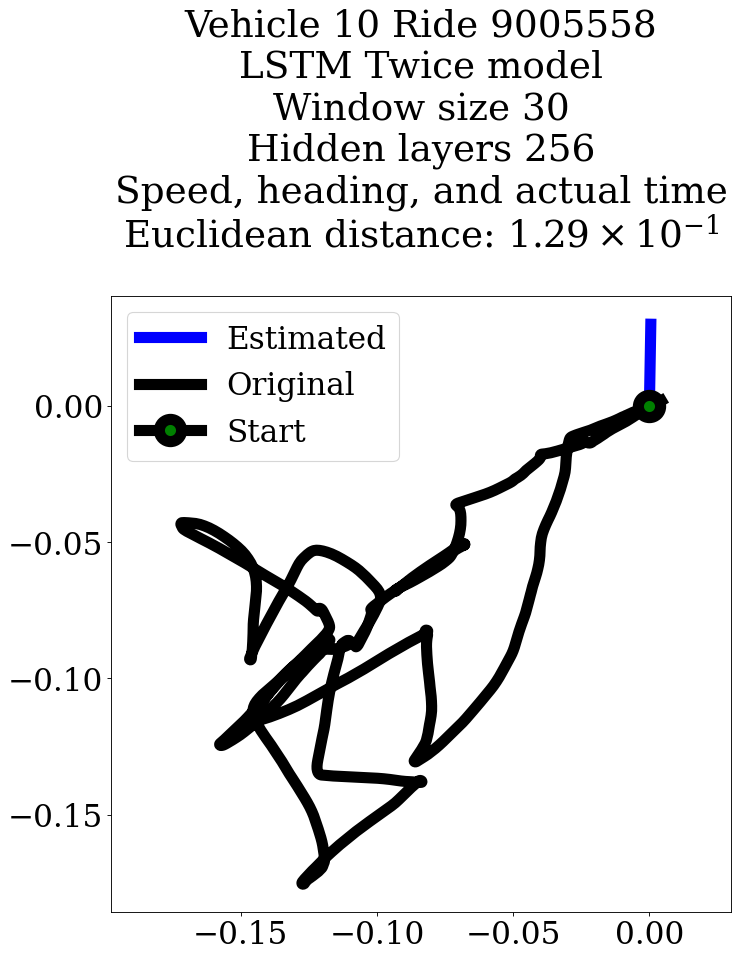 Vehicle 10 Ride 9005558
LSTM Twice model
Window size 30
Hidden layers 256
Speed, heading, and actual time
Euclidean distance: 1.29 × 10⁻¹
Estimated
Original
Start
0.00
−0.05
−0.10
−0.15
−0.15 −0.10 −0.05 0.00